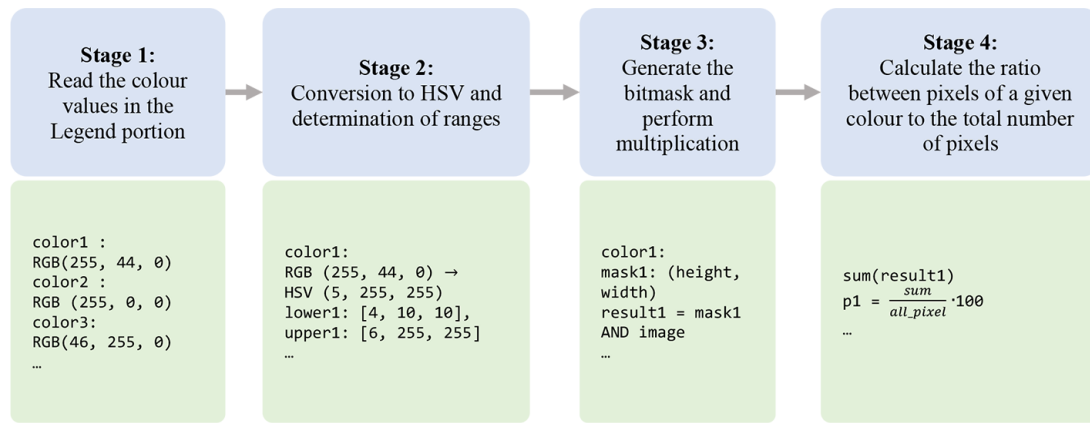 Stage 1:
Read the colour
values in the
Legend portion
Stage 2:
Conversion to HSV and
determination of ranges
Stage 3:
Generate the
bitmask and
perform
multiplication
Stage 4:
Calculate the ratio
between pixels of a given
colour to the total number
of pixels
color1 :
RGB(255, 44, 0)
color2 :
RGB (255, 0, 0)
color3:
RGB(46, 255, 0)
…
color1:
RGB (255, 44, 0) →
HSV (5, 255, 255)
lower1: [4, 10, 10],
upper1: [6, 255, 255]
…
color1:
mask1: (height,
width)
result1 = mask1
AND image
…
sum(result1)
p1 = sum/all_pixel ·100
…